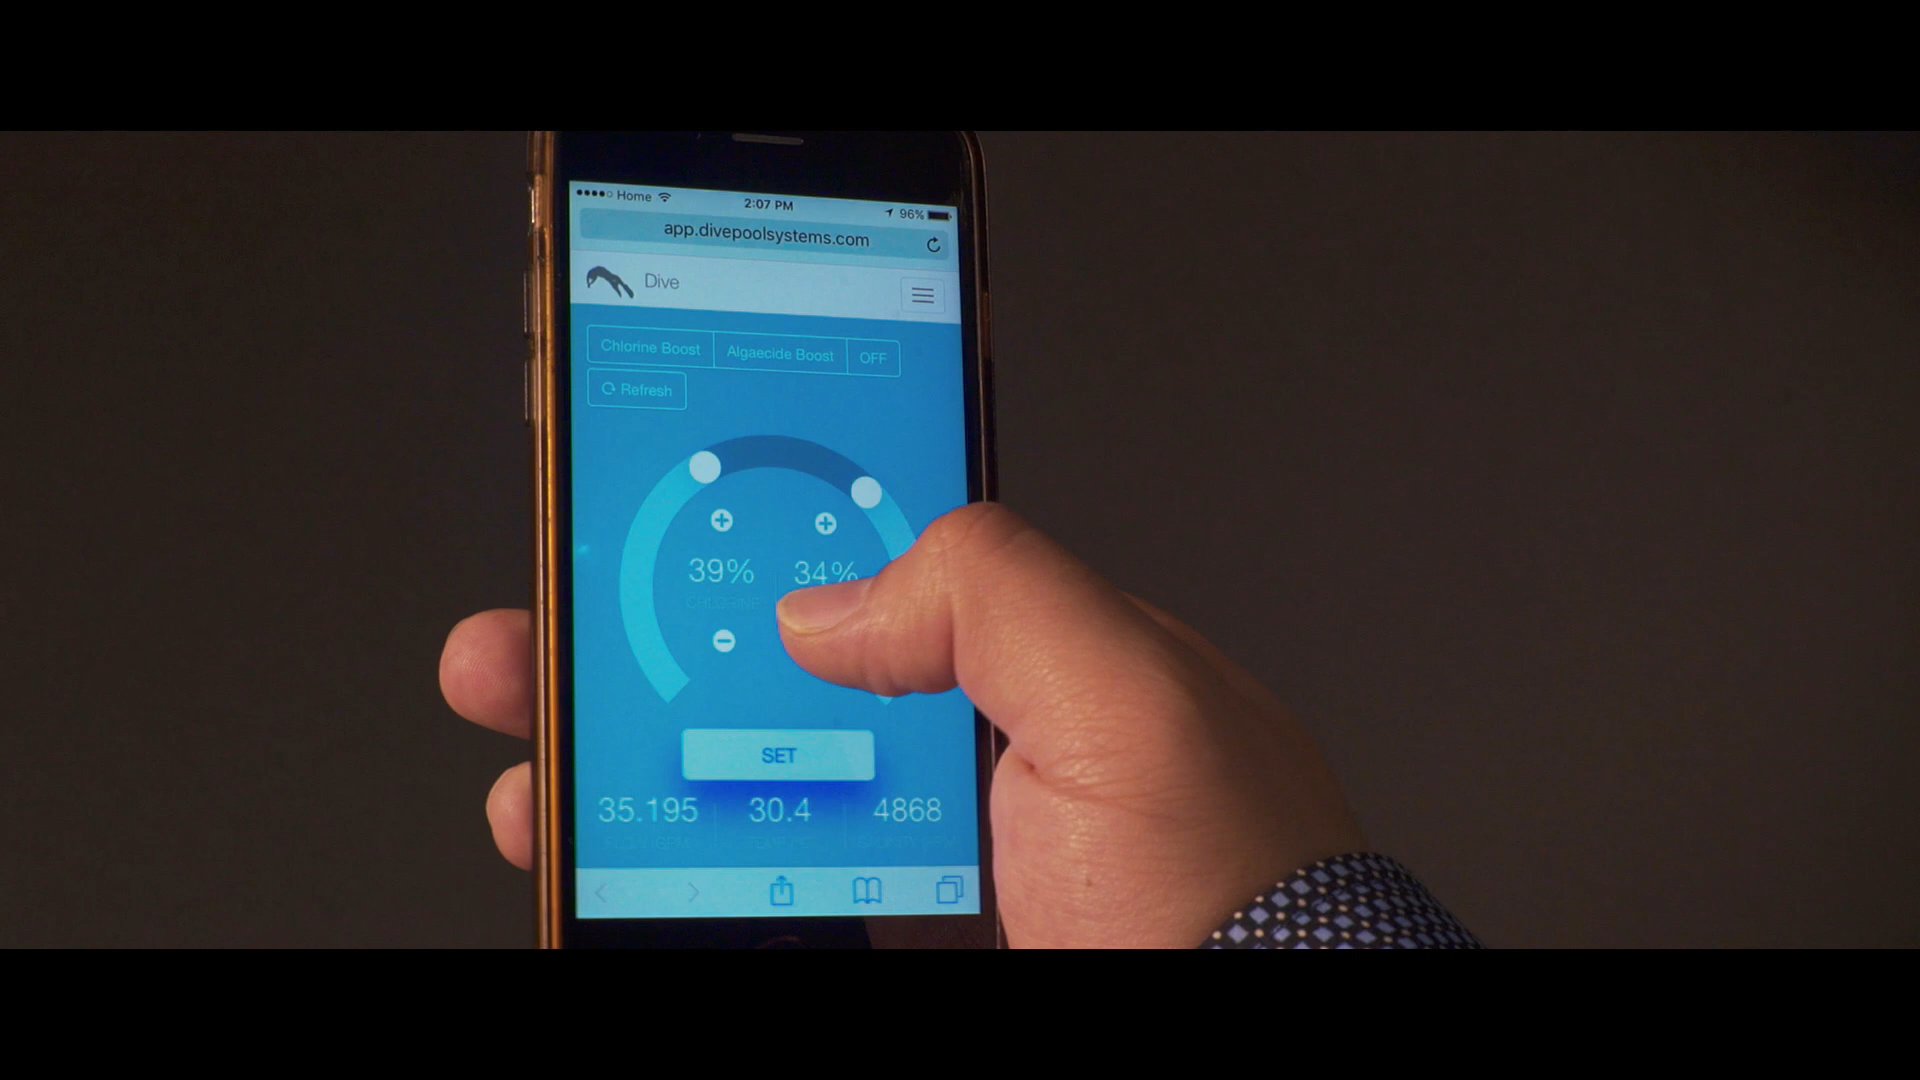 Home
2:07 PM
96%
app.divepoolsystems.com
Dive
Chlorine Boost
Algaecide Boost
OFF
Refresh
39%
34%
CHLORINE
SET
35.195
30.4
4868